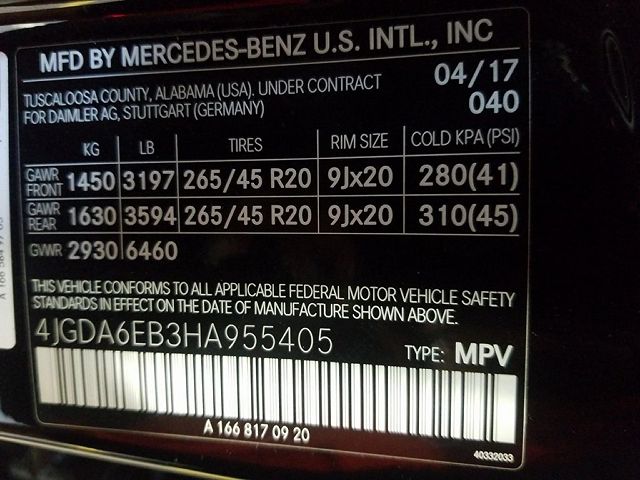 MFD BY MERCEDES-BENZ U.S. INTL., INC
TUSCALOOSA COUNTY, ALABAMA (USA). UNDER CONTRACT 04/17
FOR DAIMLER AG, STUTTGART (GERMANY) 040
KG LB TIRES RIM SIZE COLD KPA (PSI)
GAWR FRONT 1450 3197 265/45 R20 9Jx20 280(41)
GAWR REAR 1630 3594 265/45 R20 9Jx20 310(45)
GVWR 2930 6460
THIS VEHICLE CONFORMS TO ALL APPLICABLE FEDERAL MOTOR VEHICLE SAFETY
STANDARDS IN EFFECT ON THE DATE OF MANUFACTURE SHOWN ABOVE.
4JGDA6EB3HA955405 TYPE: MPV
A 166 817 09 20
40332033